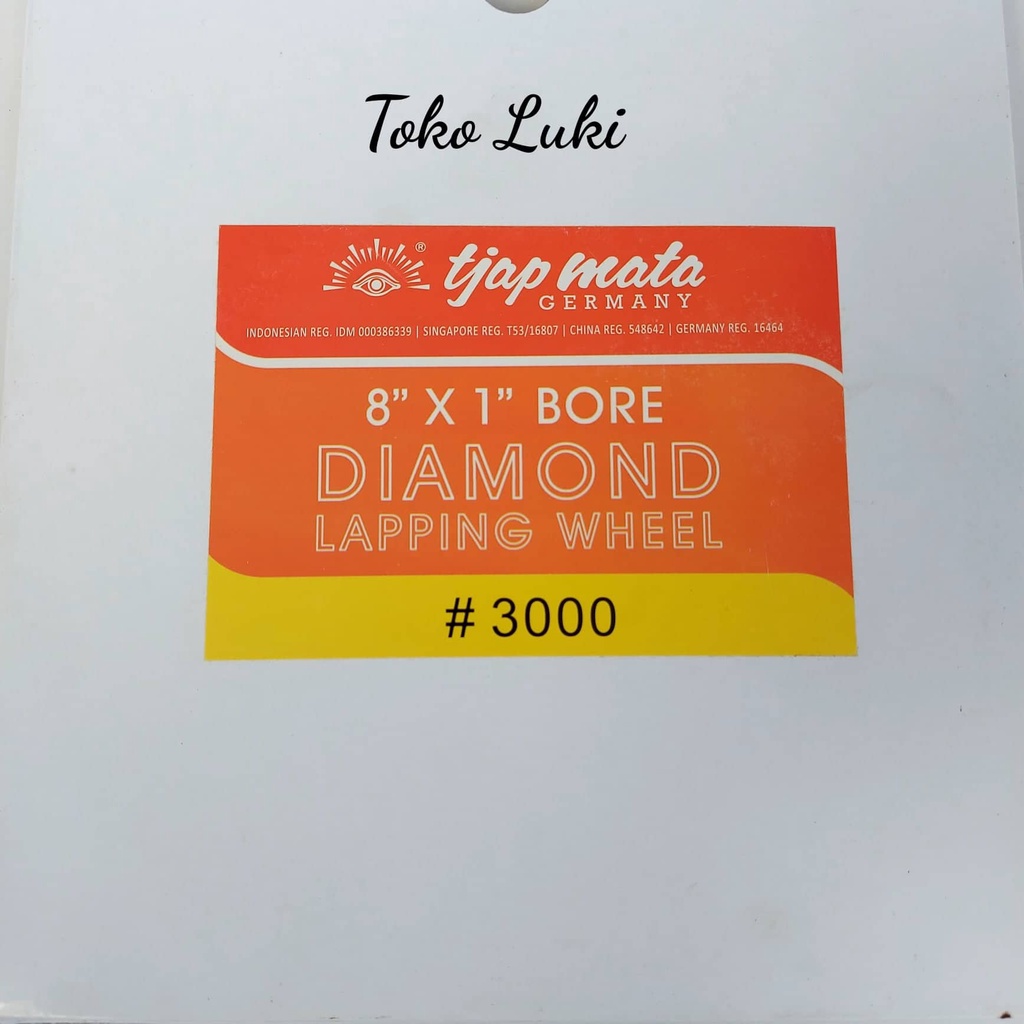 Toko Luki
® tjap mata
GERMANY
INDONESIAN REG. IDM 000386339 | SINGAPORE REG. T53/16807 | CHINA REG. 548642 | GERMANY REG. 16464
8” X 1” BORE
DIAMOND
LAPPING WHEEL
# 3000